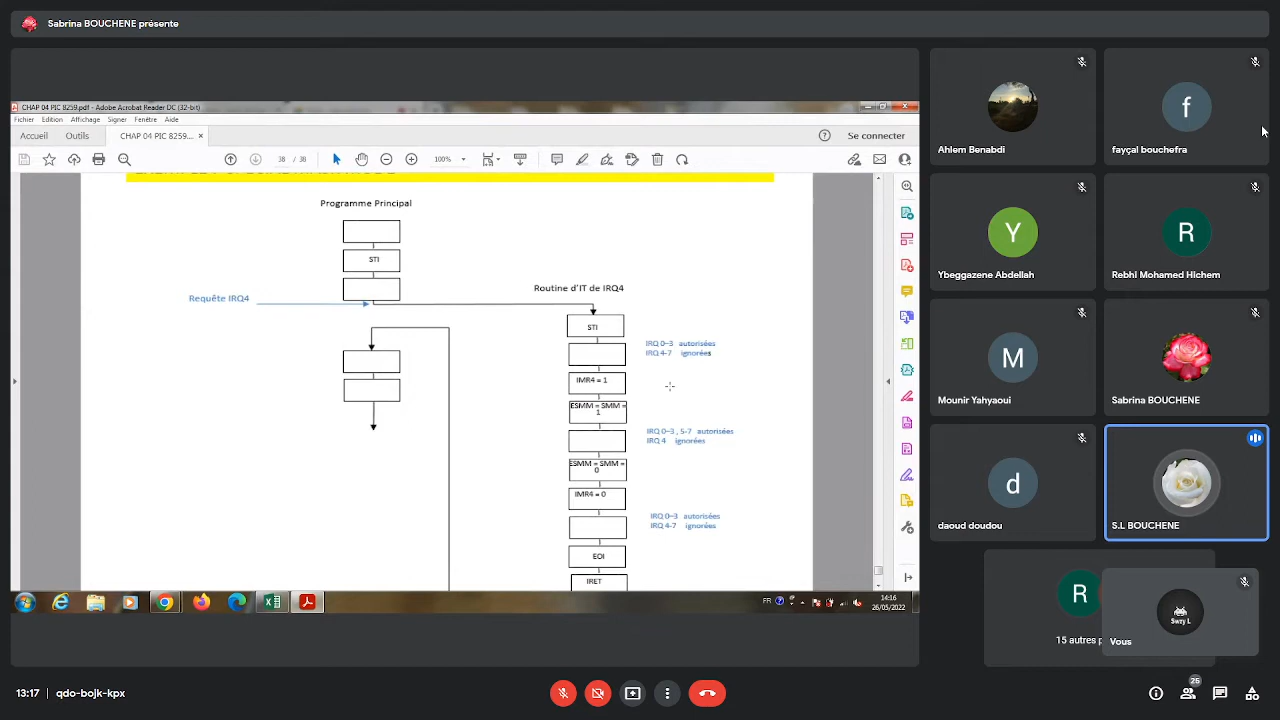 Sabrina BOUCHENE présente
CHAP 04 PIC 8259.pdf - Adobe Acrobat Reader DC (32-bit)
Fichier Edition Affichage Signer Fenêtre Aide
Accueil Outils CHAP 04 PIC 8259... × Se connecter
38 / 38 100%
Programme Principal
STI
Requête IRQ4
Routine d'IT de IRQ4
STI
IRQ 0-3 autorisées
IRQ 4-7 ignorées
IMR4 = 1
ESMM = SMM =
1
IRQ 0-3 , 5-7 autorisées
IRQ 4 ignorées
ESMM = SMM =
0
IMR4 = 0
IRQ 0-3 autorisées
IRQ 4-7 ignorées
EOI
IRET
FR
14:16
26/05/2022
Ahlem Benabdi
f
fayçal bouchefra
Y
Ybeggazene Abdellah
R
Rebhi Mohamed Hichem
M
Mounir Yahyaoui
Sabrina BOUCHENE
d
daoud doudou
S.L BOUCHENE
R
15 autres
Swzy L
Vous
13:17 qdo-bojk-kpx
25